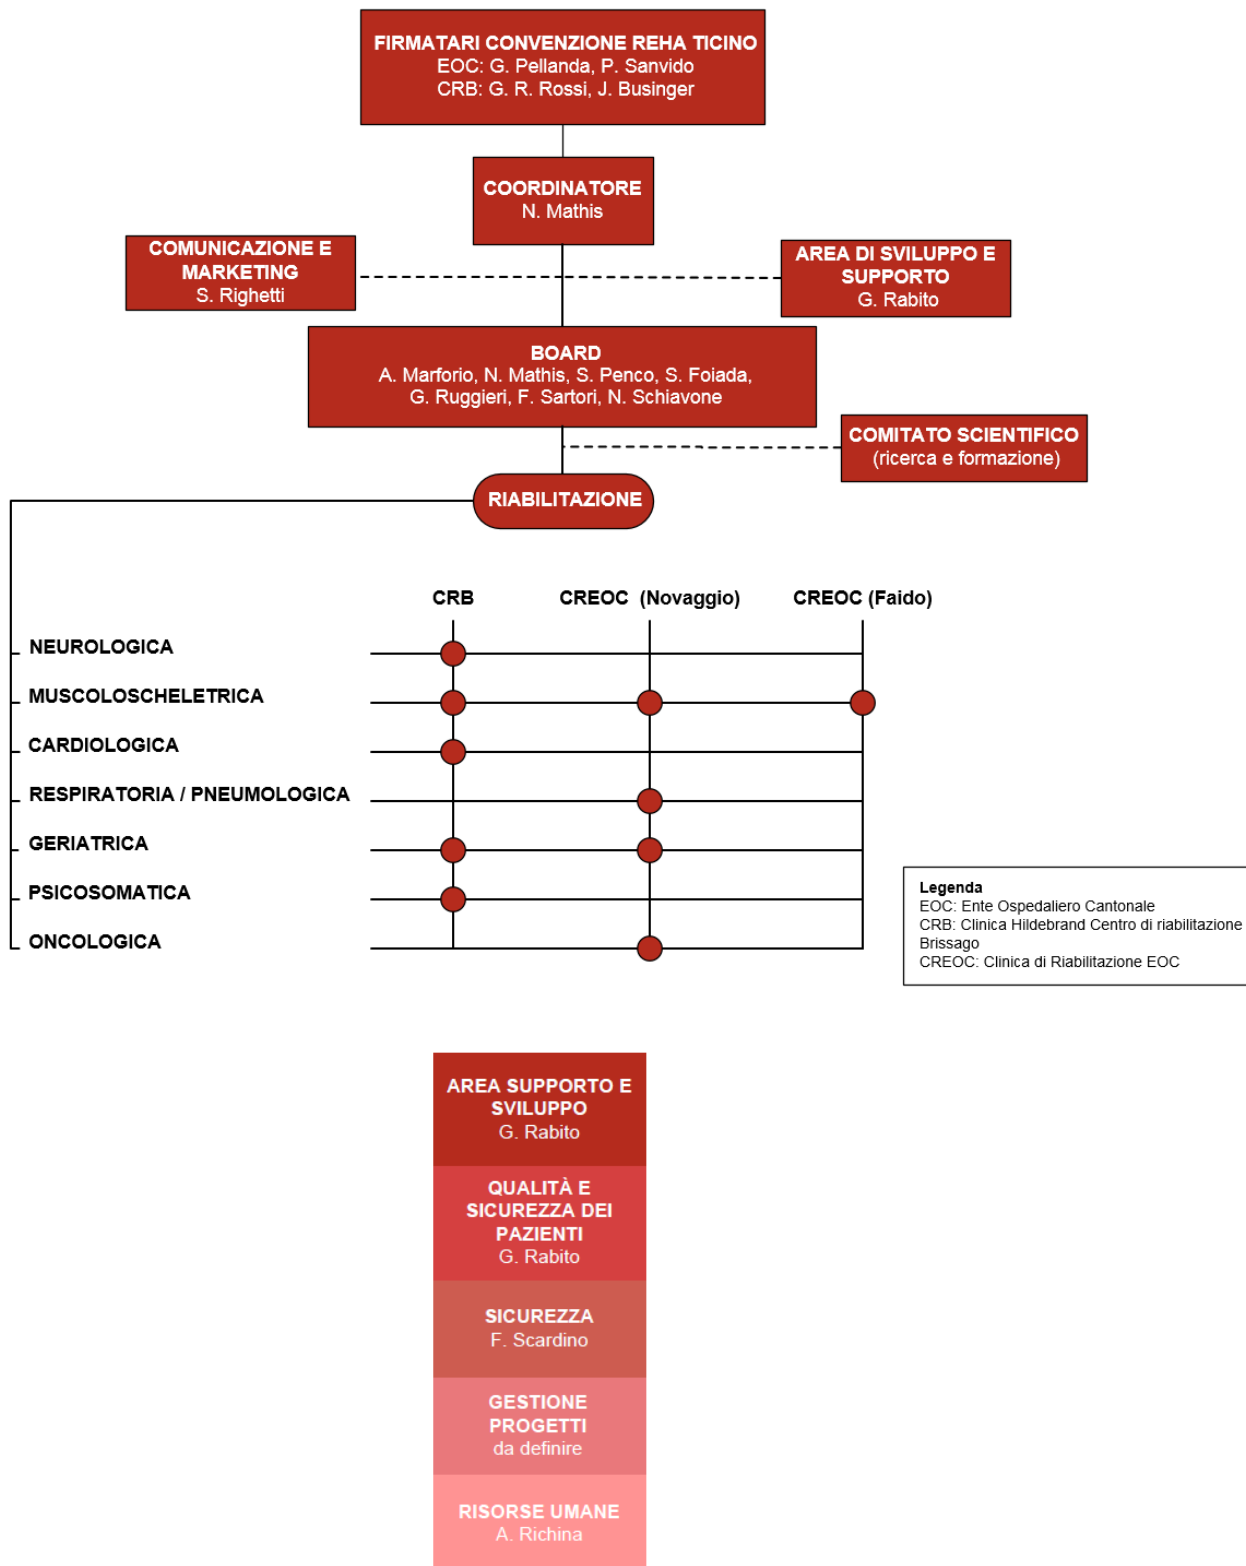 FIRMATARI CONVENZIONE REHA TICINO
EOC: G. Pellanda, P. Sanvido
CRB: G. R. Rossi, J. Businger
COORDINATORE
N. Mathis
COMUNICAZIONE E
MARKETING
S. Righetti
AREA DI SVILUPPO E
SUPPORTO
G. Rabito
BOARD
A. Marforio, N. Mathis, S. Penco, S. Foiada,
G. Ruggieri, F. Sartori, N. Schiavone
COMITATO SCIENTIFICO
(ricerca e formazione)
RIABILITAZIONE
CRB CREOC (Novaggio) CREOC (Faido)
NEUROLOGICA
MUSCOLOSCHELETRICA
CARDIOLOGICA
RESPIRATORIA / PNEUMOLOGICA
GERIATRICA
PSICOSOMATICA
ONCOLOGICA
Legenda
EOC: Ente Ospedaliero Cantonale
CRB: Clinica Hildebrand Centro di riabilitazione
Brissago
CREOC: Clinica di Riabilitazione EOC
AREA SUPPORTO E
SVILUPPO
G. Rabito
QUALITÀ E
SICUREZZA DEI
PAZIENTI
G. Rabito
SICUREZZA
F. Scardino
GESTIONE
PROGETTI
da definire
RISORSE UMANE
A. Richina